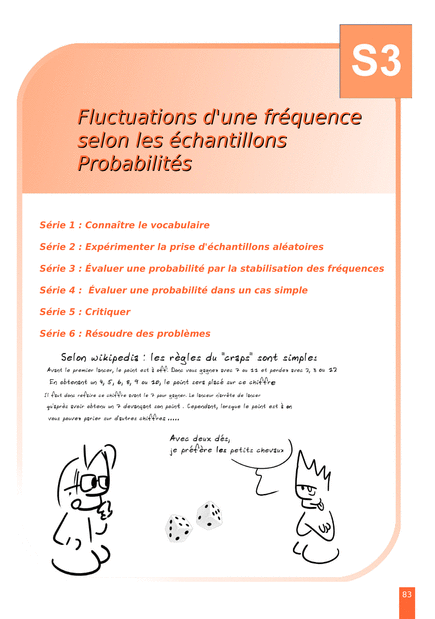 S3
Fluctuations d'une fréquence
selon les échantillons
Probabilités
Série 1 : Connaître le vocabulaire
Série 2 : Expérimenter la prise d'échantillons aléatoires
Série 3 : Évaluer une probabilité par la stabilisation des fréquences
Série 4 : Évaluer une probabilité dans un cas simple
Série 5 : Critiquer
Série 6 : Résoudre des problèmes
Selon wikipedia : les règles du "craps" sont simples
Avant le premier lancer, le point est à off. Donc vous gagnez avec 7 ou 11 et perdez avec 2, 3 ou 12
En obtenant un 4, 5, 6, 8, 9 ou 10, le point sera placé sur ce chiffre
Il faut donc refaire ce chiffre avant le 7 pour gagner. Le lanceur s'arrête de lancer
qu'après avoir obtenu un 7 devançant son point . Cependant, lorsque le point est à on
vous pouvez parier sur d'autres chiffres .....
Avec deux dés,
je préfère les petits chevaux
83